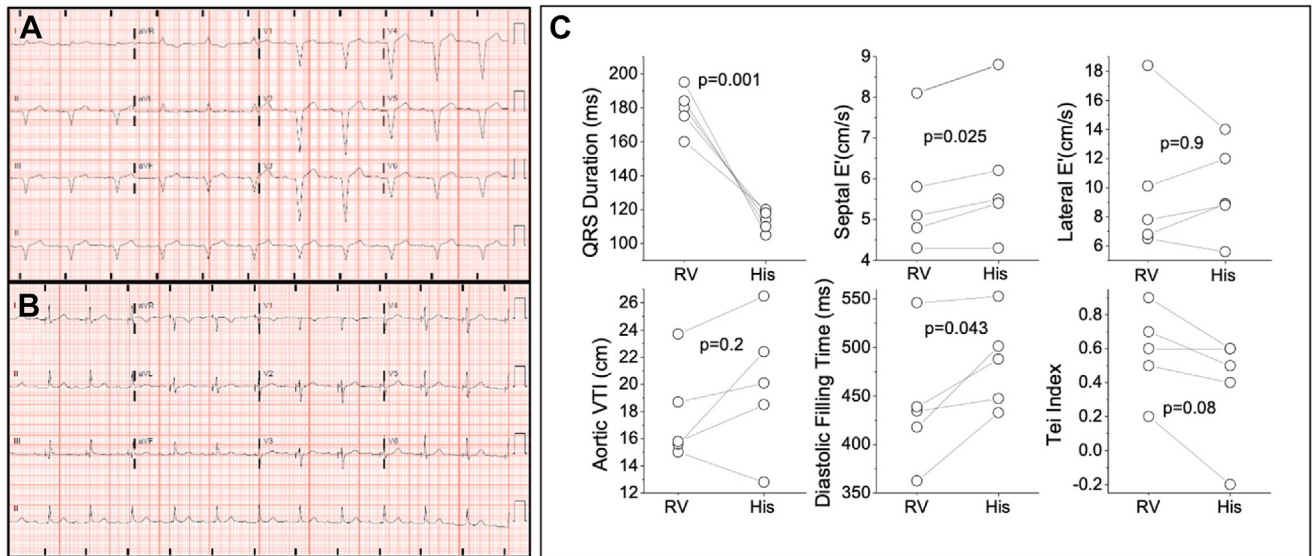 A
I aVR V1 V4
II aVL V2 V5
III aVF V3 V6
II
B
I aVR V1 V4
II aVL V2 V5
III aVF V3 V6
II
C
QRS Duration (ms)
200
180
160
140
120
100
p=0.001
RV His
Septal E'(cm/s)
9
8
7
6
5
4
p=0.025
RV His
Lateral E'(cm/s)
18
16
14
12
10
8
6
p=0.9
RV His
Aortic VTI (cm)
26
24
22
20
18
16
14
12
p=0.2
RV His
Diastolic Filling Time (ms)
550
500
450
400
350
p=0.043
RV His
Tei Index
0.8
0.6
0.4
0.2
0.0
-0.2
p=0.08
RV His